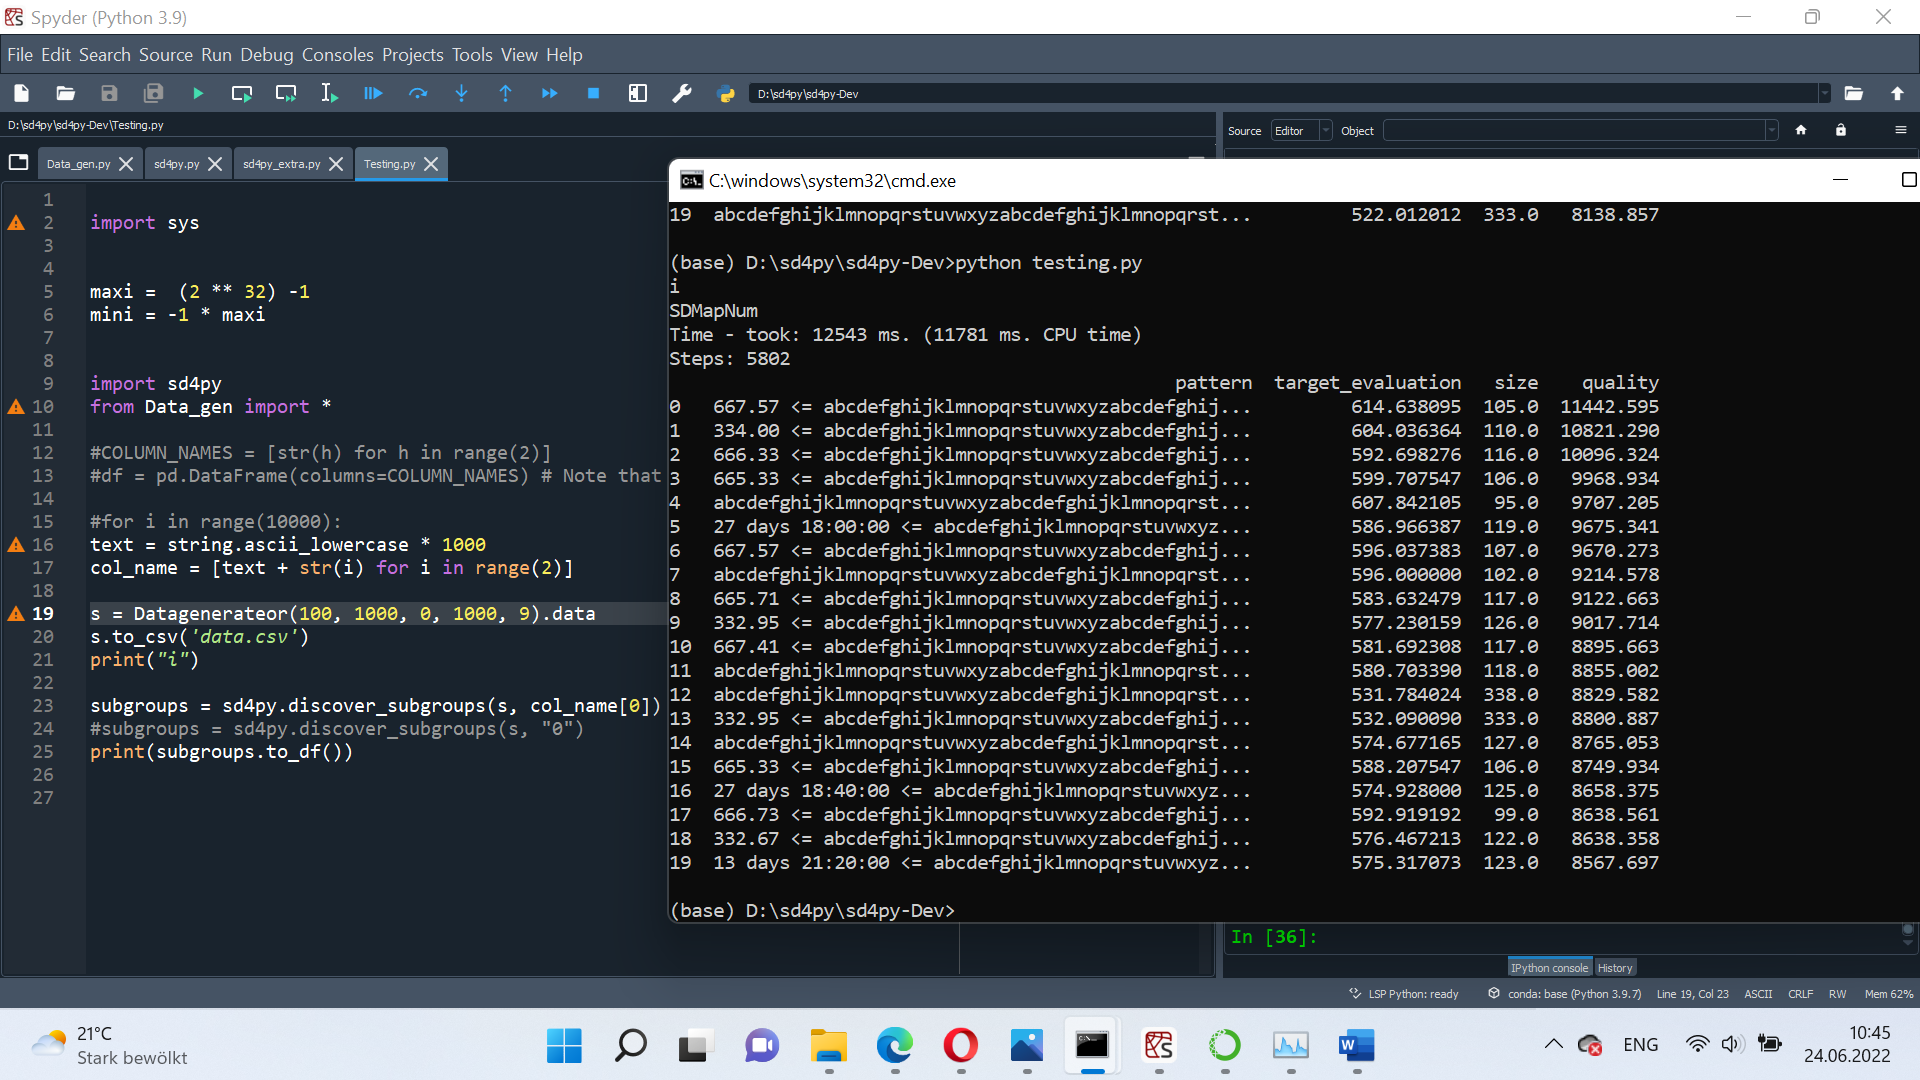 Spyder (Python 3.9)
File Edit Search Source Run Debug Consoles Projects Tools View Help
D:\sd4py\sd4py-Dev
D:\sd4py\sd4py-Dev\Testing.py
Source Editor Object
Data_gen.py sd4py.py sd4py_extra.py Testing.py
1
2 import sys
3
4
5 maxi =  (2 ** 32) -1
6 mini = -1 * maxi
7
8
9 import sd4py
10 from Data_gen import *
11
12 #COLUMN_NAMES = [str(h) for h in range(2)]
13 #df = pd.DataFrame(columns=COLUMN_NAMES) # Note that
14
15 #for i in range(10000):
16 text = string.ascii_lowercase * 1000
17 col_name = [text + str(i) for i in range(2)]
18
19 s = Datagenerateor(100, 1000, 0, 1000, 9).data
20 s.to_csv('data.csv')
21 print("i")
22
23 subgroups = sd4py.discover_subgroups(s, col_name[0])
24 #subgroups = sd4py.discover_subgroups(s, "0")
25 print(subgroups.to_df())
26
27
C:\windows\system32\cmd.exe
19  abcdefghijklmnopqrstuvwxyzabcdefghijklmnopqrst...  522.012012  333.0  8138.857
(base) D:\sd4py\sd4py-Dev>python testing.py
i
SDMapNum
Time - took: 12543 ms. (11781 ms. CPU time)
Steps: 5802
pattern  target_evaluation  size  quality
0  667.57 <= abcdefghijklmnopqrstuvwxyzabcdefghij...  614.638095  105.0  11442.595
1  334.00 <= abcdefghijklmnopqrstuvwxyzabcdefghij...  604.036364  110.0  10821.290
2  666.33 <= abcdefghijklmnopqrstuvwxyzabcdefghij...  592.698276  116.0  10096.324
3  665.33 <= abcdefghijklmnopqrstuvwxyzabcdefghij...  599.707547  106.0  9968.934
4  abcdefghijklmnopqrstuvwxyzabcdefghijklmnopqrst...  607.842105  95.0  9707.205
5  27 days 18:00:00 <= abcdefghijklmnopqrstuvwxyz...  586.966387  119.0  9675.341
6  667.57 <= abcdefghijklmnopqrstuvwxyzabcdefghij...  596.037383  107.0  9670.273
7  abcdefghijklmnopqrstuvwxyzabcdefghijklmnopqrst...  596.000000  102.0  9214.578
8  665.71 <= abcdefghijklmnopqrstuvwxyzabcdefghij...  583.632479  117.0  9122.663
9  332.95 <= abcdefghijklmnopqrstuvwxyzabcdefghij...  577.230159  126.0  9017.714
10  667.41 <= abcdefghijklmnopqrstuvwxyzabcdefghij...  581.692308  117.0  8895.663
11  abcdefghijklmnopqrstuvwxyzabcdefghijklmnopqrst...  580.703390  118.0  8855.002
12  abcdefghijklmnopqrstuvwxyzabcdefghijklmnopqrst...  531.784024  338.0  8829.582
13  332.95 <= abcdefghijklmnopqrstuvwxyzabcdefghij...  532.090090  333.0  8800.887
14  abcdefghijklmnopqrstuvwxyzabcdefghijklmnopqrst...  574.677165  127.0  8765.053
15  665.33 <= abcdefghijklmnopqrstuvwxyzabcdefghij...  588.207547  106.0  8749.934
16  27 days 18:40:00 <= abcdefghijklmnopqrstuvwxyz...  574.928000  125.0  8658.375
17  666.73 <= abcdefghijklmnopqrstuvwxyzabcdefghij...  592.919192  99.0  8638.561
18  332.67 <= abcdefghijklmnopqrstuvwxyzabcdefghij...  576.467213  122.0  8638.358
19  13 days 21:20:00 <= abcdefghijklmnopqrstuvwxyz...  575.317073  123.0  8567.697
(base) D:\sd4py\sd4py-Dev>
In [36]:
IPython console History
LSP Python: ready conda: base (Python 3.9.7) Line 19, Col 23 ASCII CRLF RW Mem 62%
21°C
Stark bewölkt
ENG
10:45
24.06.2022